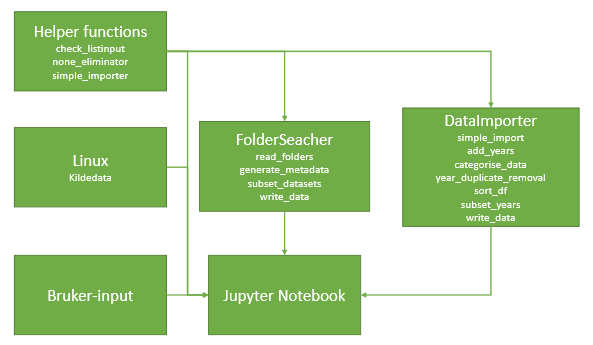 Helper functions
check_listinput
none_eliminator
simple_importer
Linux
Kildedata
Bruker-input
FolderSeacher
read_folders
generate_metadata
subset_datasets
write_data
Jupyter Notebook
DataImporter
simple_import
add_years
categorise_data
year_duplicate_removal
sort_df
subset_years
write_data